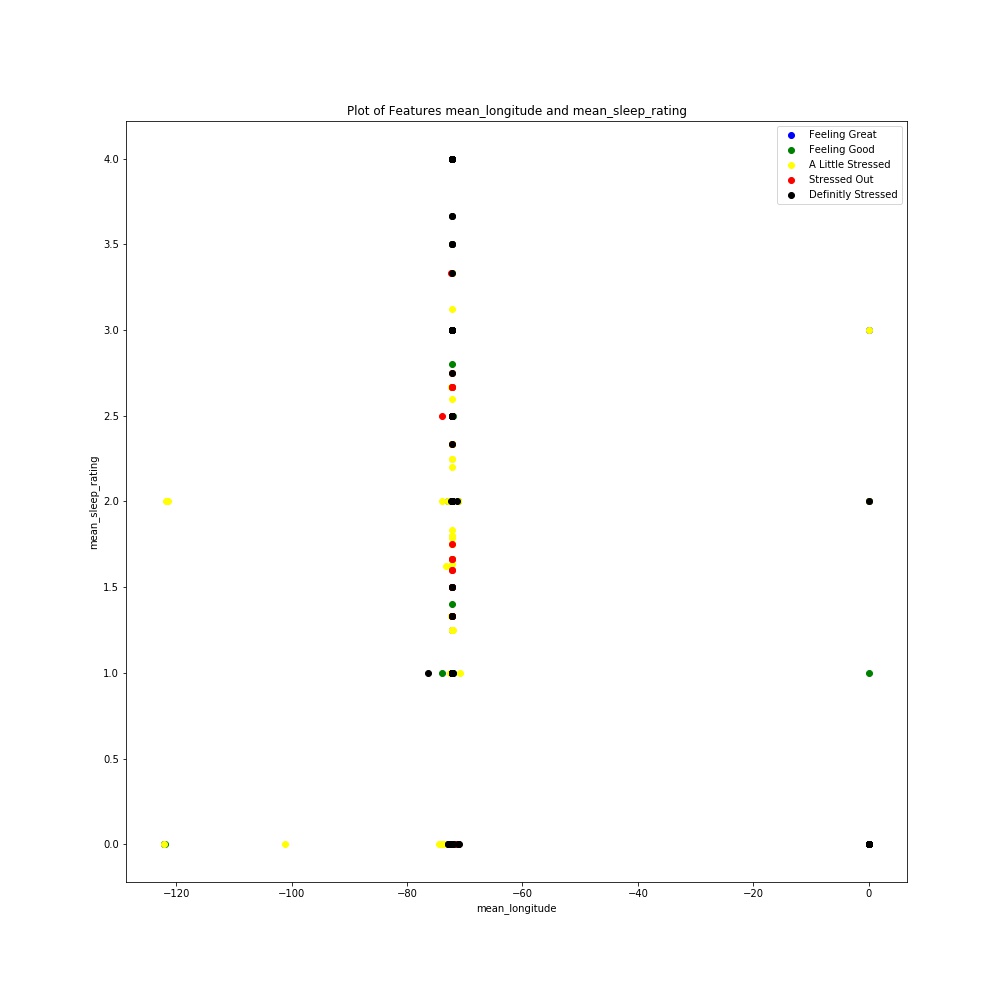 Plot of Features mean_longitude and mean_sleep_rating
Feeling Great
Feeling Good
A Little Stressed
Stressed Out
Definitly Stressed
mean_sleep_rating
4.0
3.5
3.0
2.5
2.0
1.5
1.0
0.5
0.0
−120
−100
−80
−60
−40
−20
0
mean_longitude